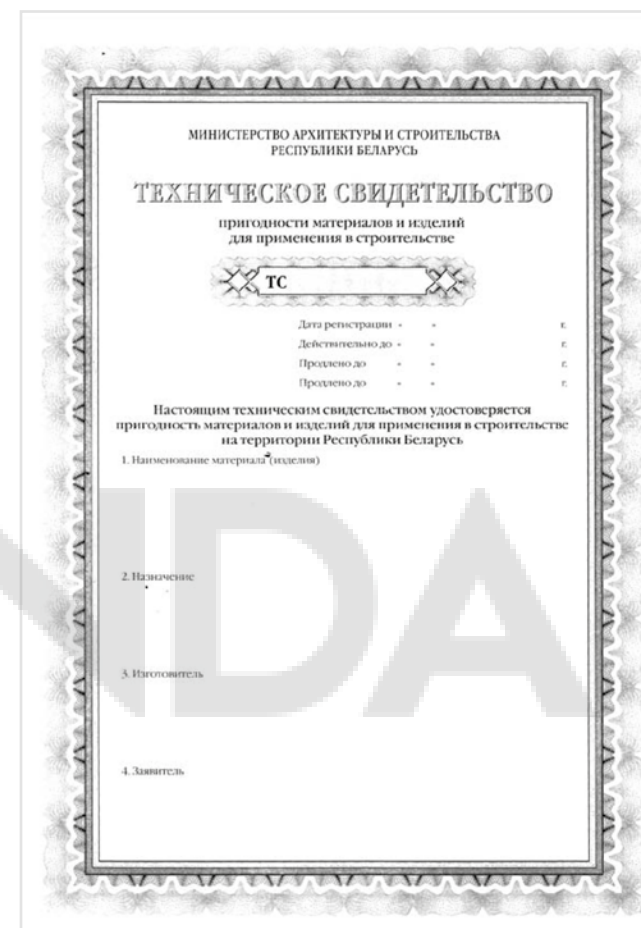 МИНИСТЕРСТВО АРХИТЕКТУРЫ И СТРОИТЕЛЬСТВА
РЕСПУБЛИКИ БЕЛАРУСЬ
ТЕХНИЧЕСКОЕ СВИДЕТЕЛЬСТВО
пригодности материалов и изделий
для применения в строительстве
ТС
Дата регистрации « » г.
Действительно до « » г.
Продлено до « » г.
Продлено до « » г.
Настоящим техническим свидетельством удостоверяется
пригодность материалов и изделий для применения в строительстве
на территории Республики Беларусь
1. Наименование материала (изделия)
2. Назначение
3. Изготовитель
4. Заявитель
NDA